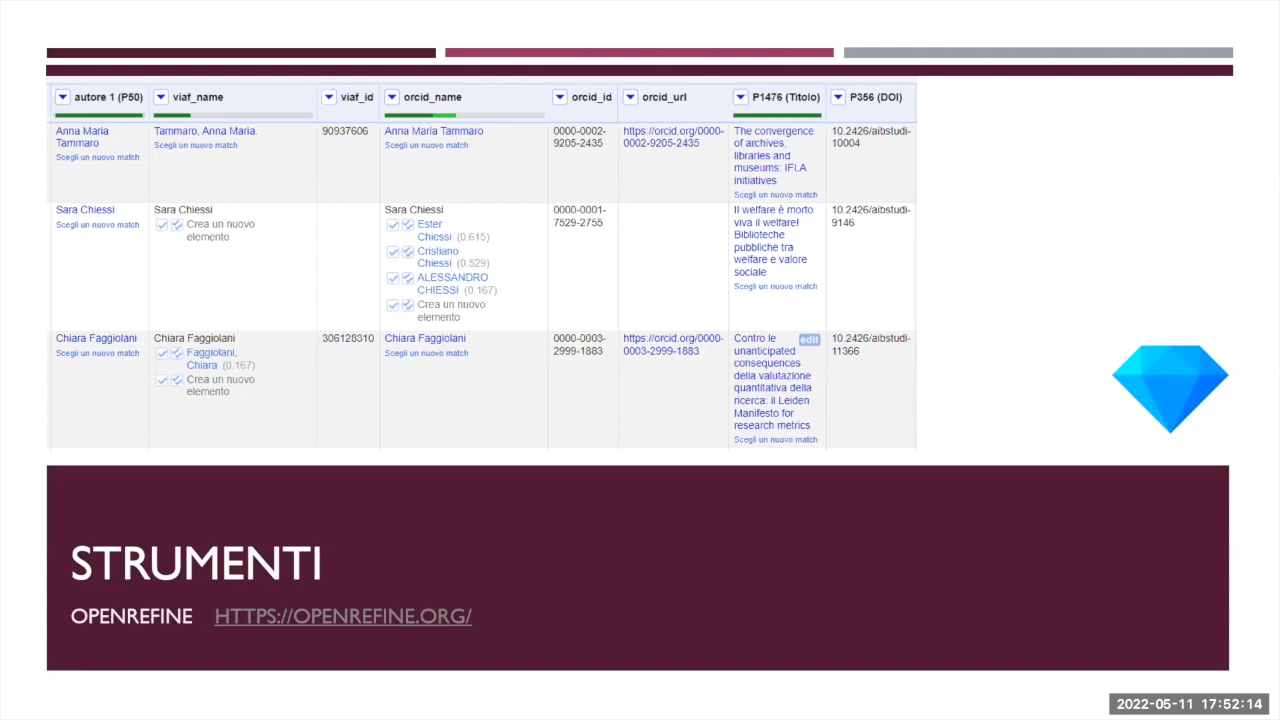 autore 1 (P50) viaf_name viaf_id orcid_name orcid_id orcid_url P1476 (Titolo) P356 (DOI)
Anna Maria
Tammaro
Scegli un nuovo match
Tammaro, Anna Maria.
Scegli un nuovo match
90937606
Anna Maria Tammaro
Scegli un nuovo match
0000-0002-
9205-2435
https://orcid.org/0000-
0002-9205-2435
The convergence
of archives,
libraries and
museums: IFLA
initiatives
Scegli un nuovo match
10.2426/aibstudi-
10004
Sara Chiessi
Scegli un nuovo match
Sara Chiessi
Crea un nuovo
elemento
Sara Chiessi
Ester
Chiessi (0.615)
Cristiano
Chiessi (0.529)
ALESSANDRO
CHIESSI (0.167)
Crea un nuovo
elemento
0000-0001-
7529-2755
Il welfare è morto
viva il welfare!
Biblioteche
pubbliche tra
welfare e valore
sociale
Scegli un nuovo match
10.2426/aibstudi-
9146
Chiara Faggiolani
Scegli un nuovo match
Chiara Faggiolani
Faggiolani,
Chiara (0.167)
Crea un nuovo
elemento
306128310
Chiara Faggiolani
Scegli un nuovo match
0000-0003-
2999-1883
https://orcid.org/0000-
0003-2999-1883
Contro le edit
unanticipated
consequences
della valutazione
quantitativa della
ricerca: il Leiden
Manifesto for
research metrics
Scegli un nuovo match
10.2426/aibstudi-
11366
STRUMENTI
OPENREFINE HTTPS://OPENREFINE.ORG/
2022-05-11 17:52:14